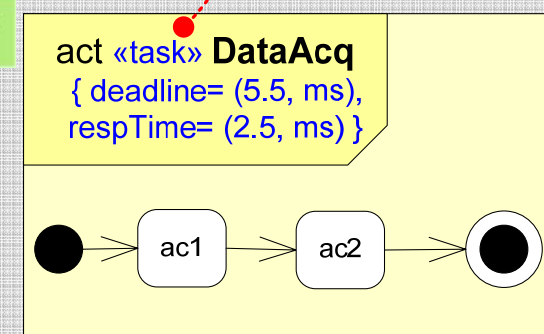 act «task» DataAcq
{ deadline= (5.5, ms),
respTime= (2.5, ms) }
ac1
ac2